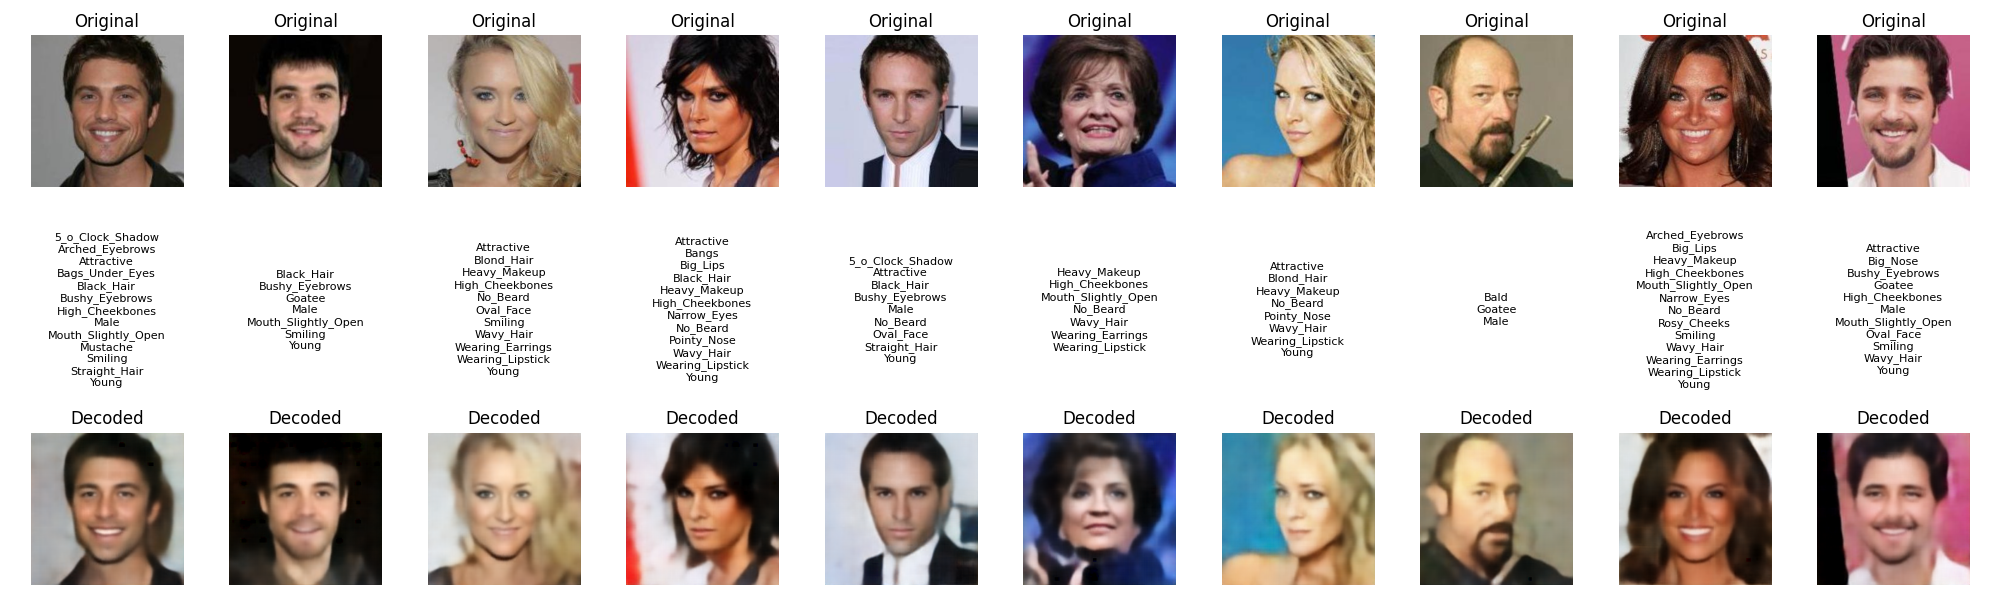 Original Original Original Original Original Original Original Original Original Original
5_o_Clock_Shadow
Arched_Eyebrows
Attractive
Bags_Under_Eyes
Black_Hair
Bushy_Eyebrows
High_Cheekbones
Male
Mouth_Slightly_Open
Mustache
Smiling
Straight_Hair
Young
Black_Hair
Bushy_Eyebrows
Goatee
Male
Mouth_Slightly_Open
Smiling
Young
Attractive
Blond_Hair
Heavy_Makeup
High_Cheekbones
No_Beard
Oval_Face
Smiling
Wavy_Hair
Wearing_Earrings
Wearing_Lipstick
Young
Attractive
Bangs
Big_Lips
Black_Hair
Heavy_Makeup
High_Cheekbones
Narrow_Eyes
No_Beard
Pointy_Nose
Wavy_Hair
Wearing_Lipstick
Young
5_o_Clock_Shadow
Attractive
Black_Hair
Bushy_Eyebrows
Male
No_Beard
Oval_Face
Straight_Hair
Young
Heavy_Makeup
High_Cheekbones
Mouth_Slightly_Open
No_Beard
Wavy_Hair
Wearing_Earrings
Wearing_Lipstick
Attractive
Blond_Hair
Heavy_Makeup
No_Beard
Pointy_Nose
Wavy_Hair
Wearing_Lipstick
Young
Bald
Goatee
Male
Arched_Eyebrows
Big_Lips
Heavy_Makeup
High_Cheekbones
Mouth_Slightly_Open
Narrow_Eyes
No_Beard
Rosy_Cheeks
Smiling
Wavy_Hair
Wearing_Earrings
Wearing_Lipstick
Young
Attractive
Big_Nose
Bushy_Eyebrows
Goatee
High_Cheekbones
Male
Mouth_Slightly_Open
Oval_Face
Smiling
Wavy_Hair
Young
Decoded Decoded Decoded Decoded Decoded Decoded Decoded Decoded Decoded Decoded